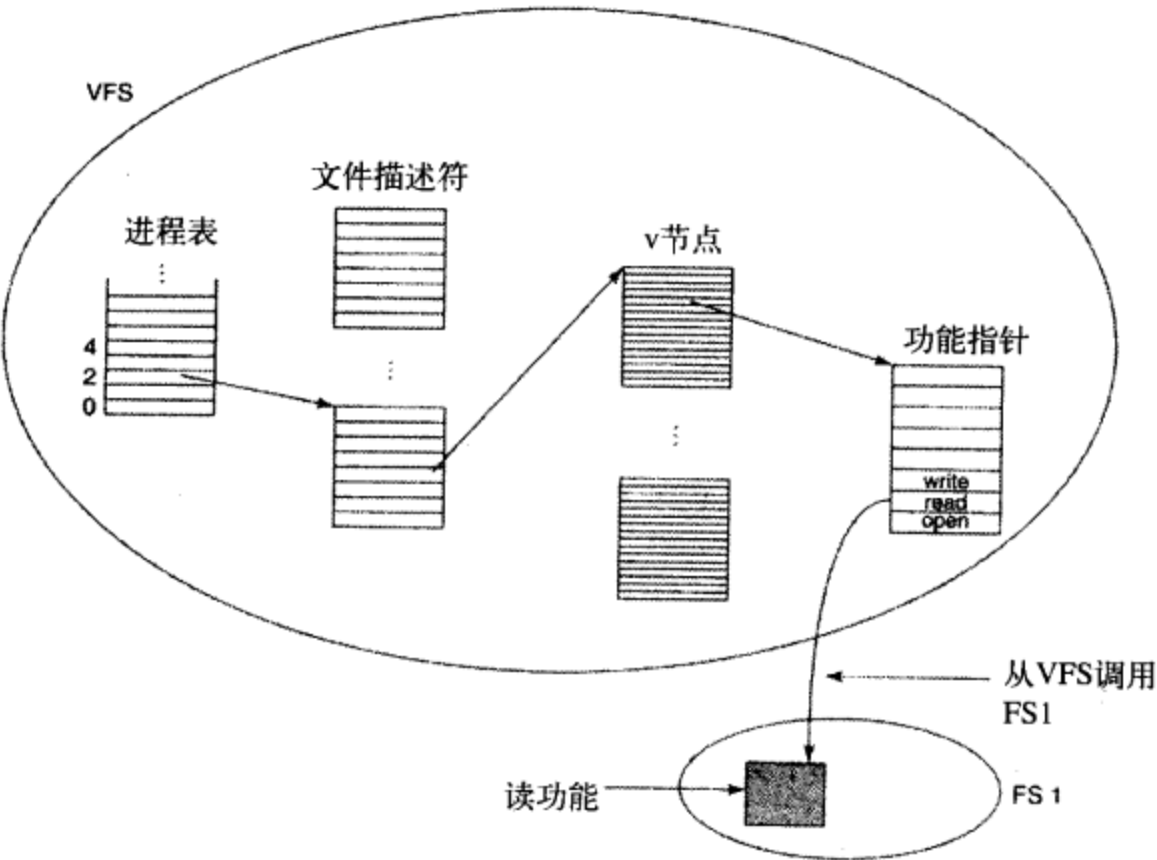 VFS
文件描述符
进程表
v节点
功能指针
4
2
0
write
read
open
从VFS调用
FS1
读功能
FS 1